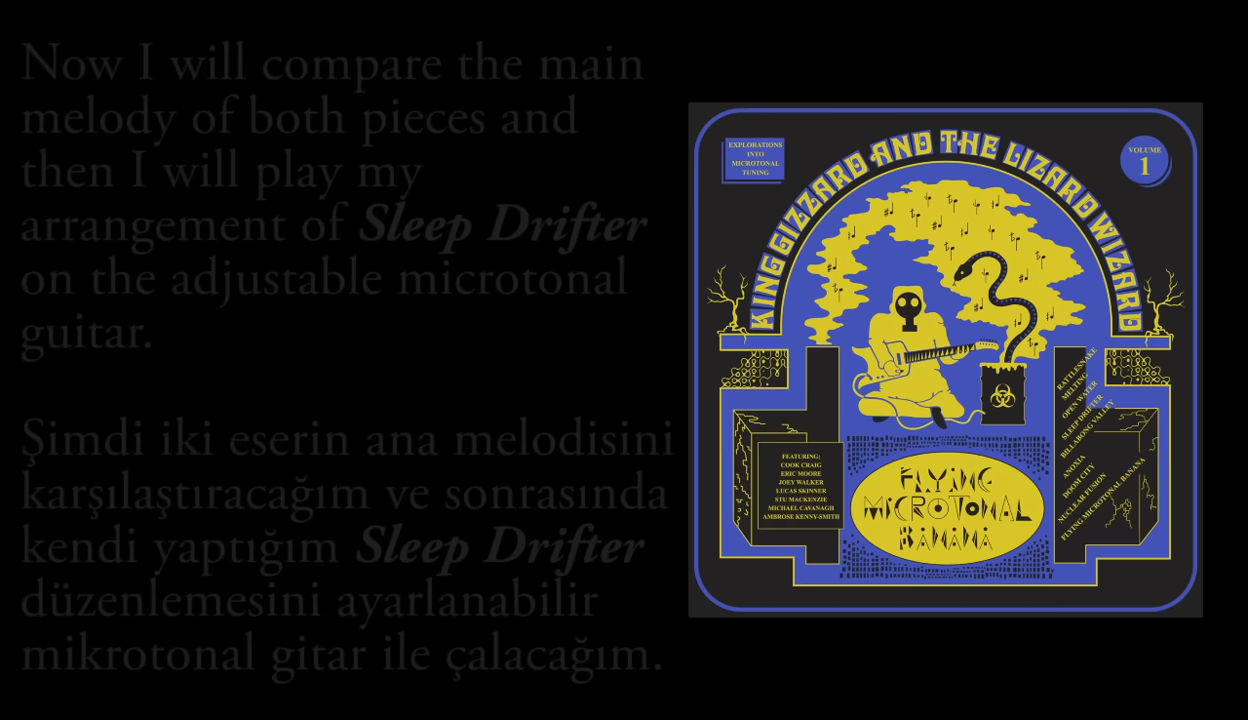 Now I will compare the main
melody of both pieces and
then I will play my
arrangement of Sleep Drifter
on the adjustable microtonal
guitar.
Şimdi iki eserin ana melodisini
karşılaştıracağım ve sonrasında
kendi yaptığım Sleep Drifter
düzenlemesini ayarlanabilir
mikrotonal gitar ile çalacağım.
EXPLORATIONS
INTO
MICROTONAL
TUNING
KING GIZZARD AND THE LIZARD WIZARD
VOLUME
1
RATTLESNAKE
MELTING
OPEN WATER
SLEEP DRIFTER
BILLABONG VALLEY
ANOXIA
DOOM CITY
NUCLEAR FUSION
FLYING MICROTONAL BANANA
FEATURING:
COOK CRAIG
ERIC MOORE
JOEY WALKER
LUCAS SKINNER
STU MACKENZIE
MICHAEL CAVANAGH
AMBROSE KENNY-SMITH
FLYING
MICROTONAL
BANANA